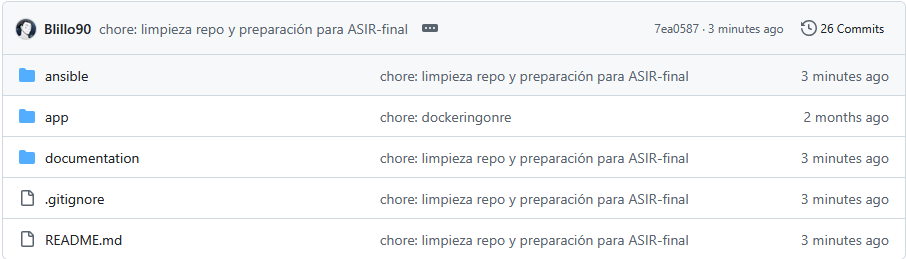 Blillo90 chore: limpieza repo y preparación para ASIR-final 7ea0587 · 3 minutes ago 26 Commits
ansible chore: limpieza repo y preparación para ASIR-final 3 minutes ago
app chore: dockeringonre 2 months ago
documentation chore: limpieza repo y preparación para ASIR-final 3 minutes ago
.gitignore chore: limpieza repo y preparación para ASIR-final 3 minutes ago
README.md chore: limpieza repo y preparación para ASIR-final 3 minutes ago